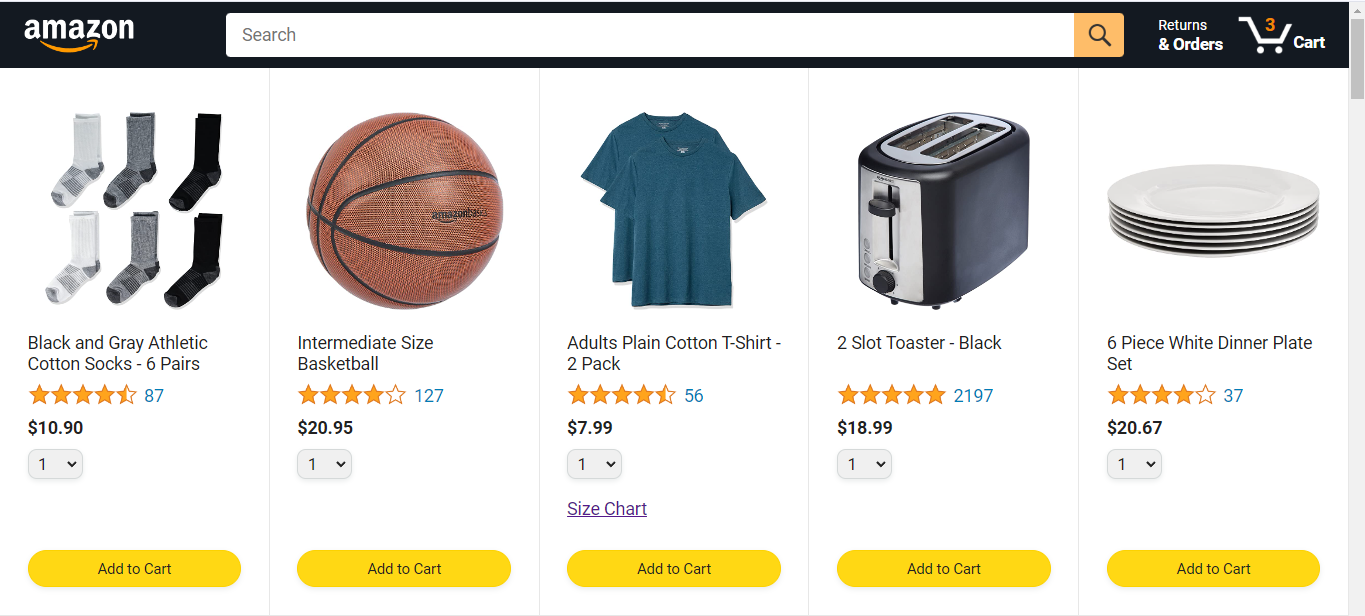 amazon
Search
Returns
& Orders
3
Cart
amazonbasics
Black and Gray Athletic
Cotton Socks - 6 Pairs
87
$10.90
1
Add to Cart
Intermediate Size
Basketball
127
$20.95
1
Add to Cart
Adults Plain Cotton T-Shirt -
2 Pack
56
$7.99
1
Size Chart
Add to Cart
2 Slot Toaster - Black
2197
$18.99
1
Add to Cart
6 Piece White Dinner Plate
Set
37
$20.67
1
Add to Cart